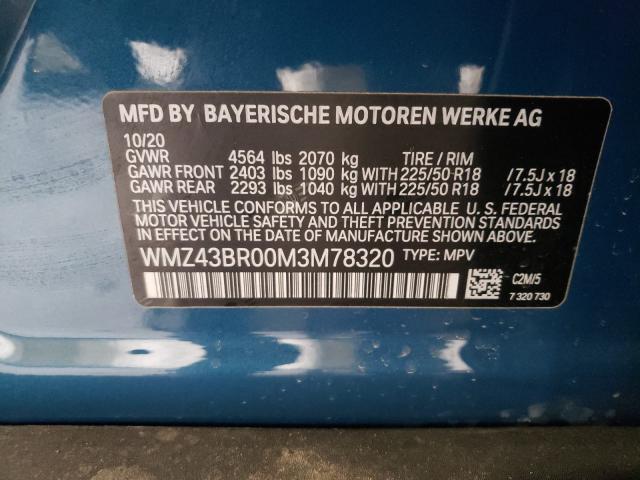 MFD BY BAYERISCHE MOTOREN WERKE AG
10/20
GVWR 4564 lbs 2070 kg TIRE / RIM
GAWR FRONT 2403 lbs 1090 kg WITH 225/50 R18 /7.5J x 18
GAWR REAR 2293 lbs 1040 kg WITH 225/50 R18 /7.5J x 18
THIS VEHICLE CONFORMS TO ALL APPLICABLE U. S. FEDERAL
MOTOR VEHICLE SAFETY AND THEFT PREVENTION STANDARDS
IN EFFECT ON THE DATE OF MANUFACTURE SHOWN ABOVE.
WMZ43BR00M3M78320 TYPE: MPV
C2M/5
7 320 730